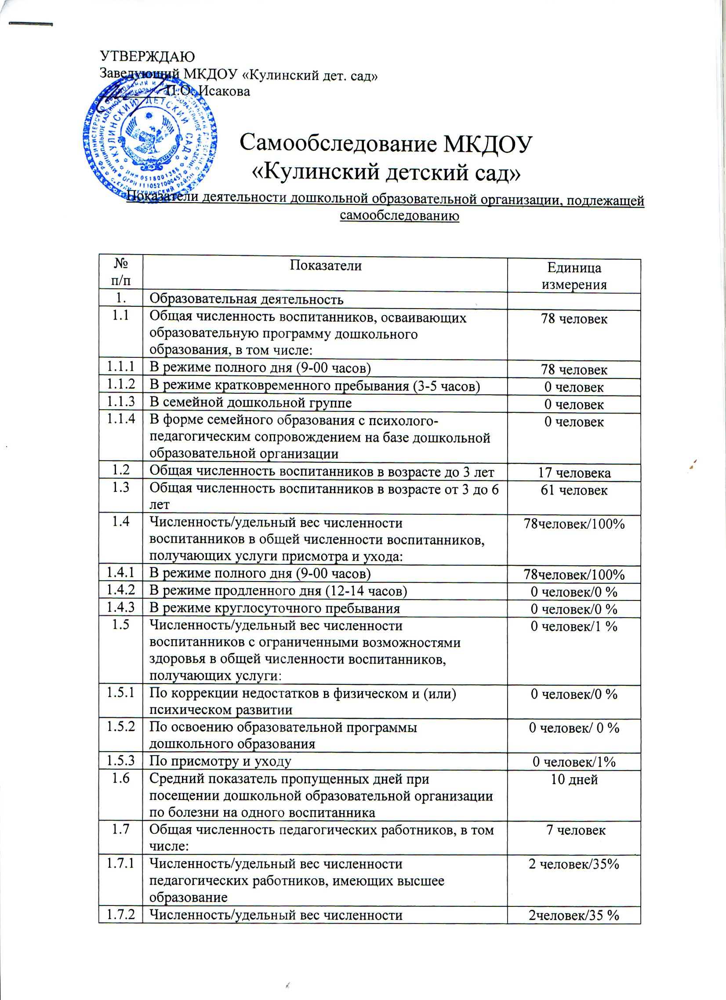 УТВЕРЖДАЮ
Заведующий МКДОУ «Кулинский дет. сад»
П.О. Исакова
«КУЛИНСКИЙ ДЕТСКИЙ САД»
ИНН 0518001386
ОГРН 1110521000457
Самообследование МКДОУ
«Кулинский детский сад»
Показатели деятельности дошкольной образовательной организации, подлежащей
самообследованию
№ Показатели Единица
п/п измерения
1. Образовательная деятельность
1.1 Общая численность воспитанников, осваивающих 78 человек
образовательную программу дошкольного
образования, в том числе:
1.1.1 В режиме полного дня (9-00 часов) 78 человек
1.1.2 В режиме кратковременного пребывания (3-5 часов) 0 человек
1.1.3 В семейной дошкольной группе 0 человек
1.1.4 В форме семейного образования с психолого- 0 человек
педагогическим сопровождением на базе дошкольной
образовательной организации
1.2 Общая численность воспитанников в возрасте до 3 лет 17 человека
1.3 Общая численность воспитанников в возрасте от 3 до 6 61 человек
лет
1.4 Численность/удельный вес численности 78человек/100%
воспитанников в общей численности воспитанников,
получающих услуги присмотра и ухода:
1.4.1 В режиме полного дня (9-00 часов) 78человек/100%
1.4.2 В режиме продленного дня (12-14 часов) 0 человек/0 %
1.4.3 В режиме круглосуточного пребывания 0 человек/0 %
1.5 Численность/удельный вес численности 0 человек/1 %
воспитанников с ограниченными возможностями
здоровья в общей численности воспитанников,
получающих услуги:
1.5.1 По коррекции недостатков в физическом и (или) 0 человек/0 %
психическом развитии
1.5.2 По освоению образовательной программы 0 человек/ 0 %
дошкольного образования
1.5.3 По присмотру и уходу 0 человек/1%
1.6 Средний показатель пропущенных дней при 10 дней
посещении дошкольной образовательной организации
по болезни на одного воспитанника
1.7 Общая численность педагогических работников, в том 7 человек
числе:
1.7.1 Численность/удельный вес численности 2 человек/35%
педагогических работников, имеющих высшее
образование
1.7.2 Численность/удельный вес численности 2человек/35 %